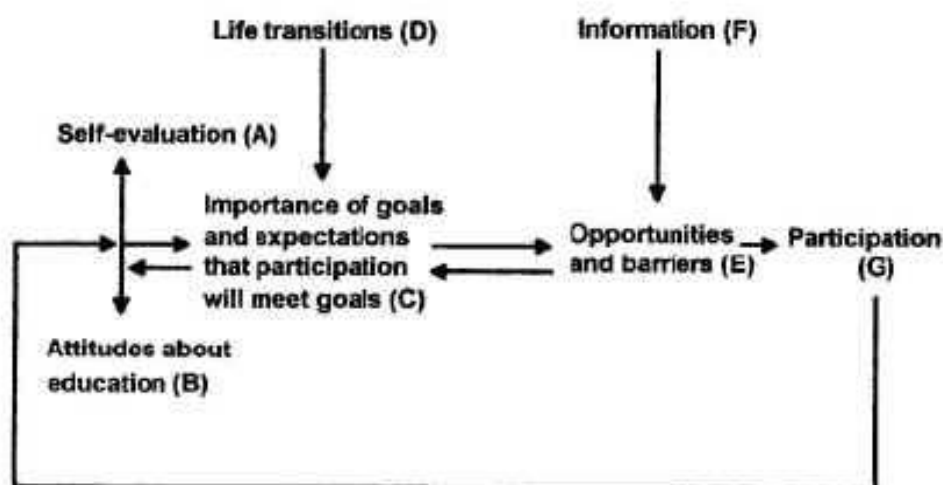 Life transitions (D)
Information (F)
Self-evaluation (A)
Importance of goals
and expectations
that participation
will meet goals (C)
Opportunities
and barriers (E)
Participation
(G)
Attitudes about
education (B)